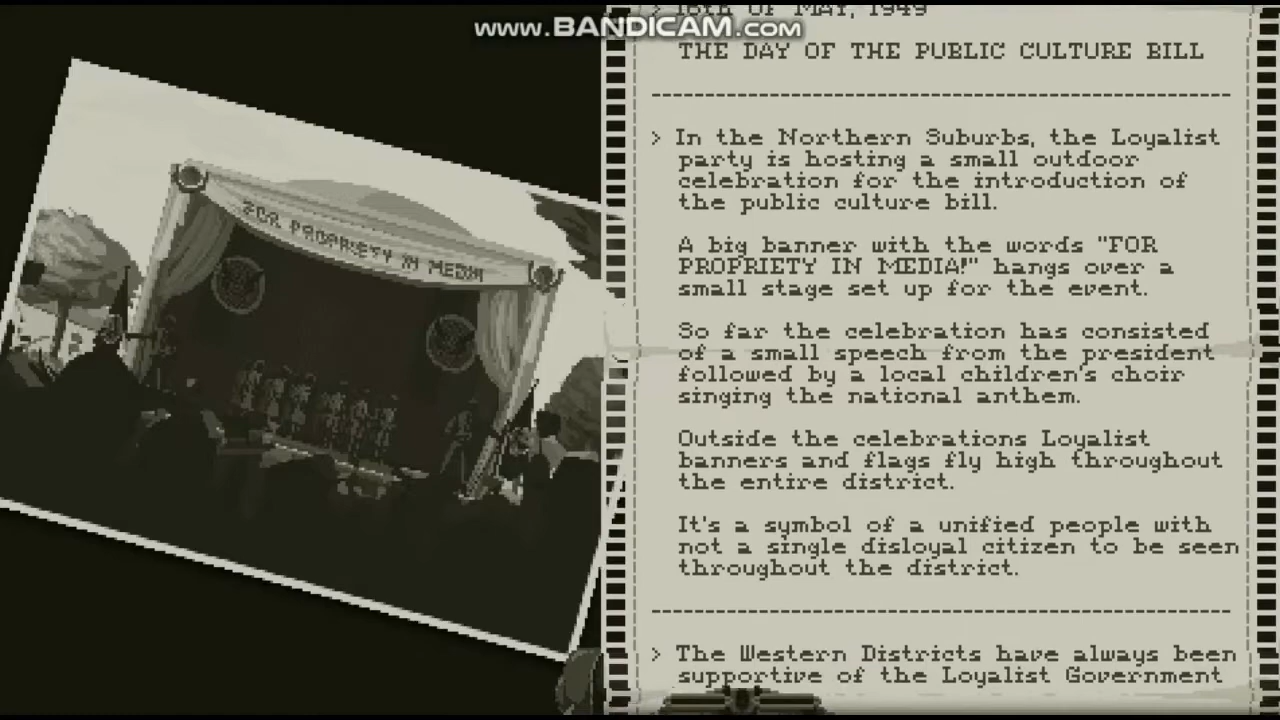 www.BANDICAM.com
> 16th OF MAY, 1949
THE DAY OF THE PUBLIC CULTURE BILL
> In the Northern Suburbs, the Loyalist
party is hosting a small outdoor
celebration for the introduction of
the public culture bill.
A big banner with the words "FOR
PROPRIETY IN MEDIA!" hangs over a
small stage set up for the event.
So far the celebration has consisted
of a small speech from the president
followed by a local children's choir
singing the national anthem.
Outside the celebrations Loyalist
banners and flags fly high throughout
the entire district.
It's a symbol of a unified people with
not a single disloyal citizen to be seen
throughout the district.
> The Western Districts have always been
supportive of the Loyalist Government
FOR PROPRIETY IN MEDIA